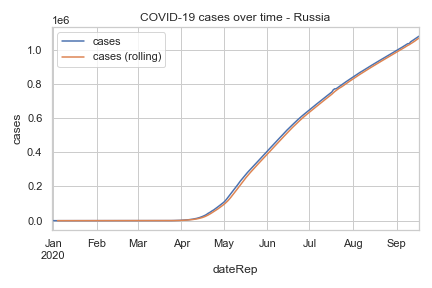 COVID-19 cases over time - Russia
1e6
cases
cases (rolling)
1.0
0.8
0.6
0.4
0.2
0.0
cases
Jan Feb Mar Apr May Jun Jul Aug Sep
2020
dateRep